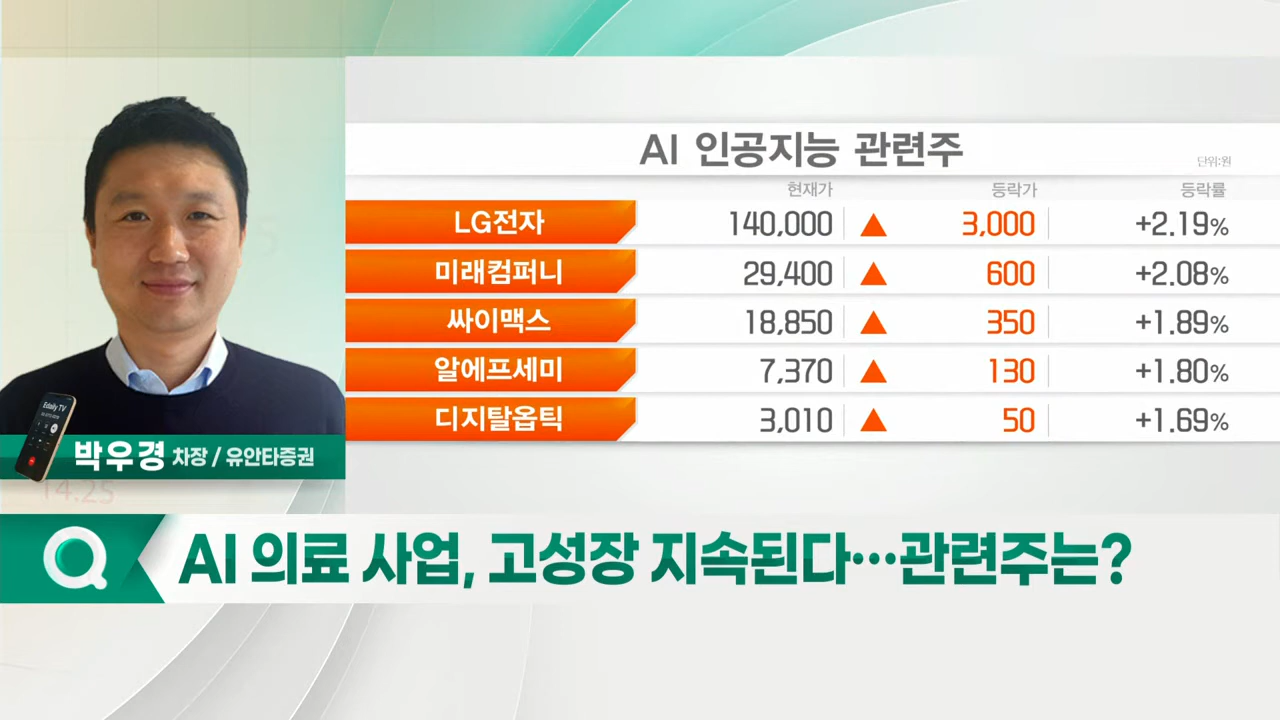 AI 인공지능 관련주
단위:원
현재가 등락가 등락률
LG전자 140,000 ▲ 3,000 +2.19%
미래컴퍼니 29,400 ▲ 600 +2.08%
싸이맥스 18,850 ▲ 350 +1.89%
알에프세미 7,370 ▲ 130 +1.80%
디지탈옵틱 3,010 ▲ 50 +1.69%
Edaily TV
박우경 차장 / 유안타증권
14.25
Q AI 의료 사업, 고성장 지속된다…관련주는?